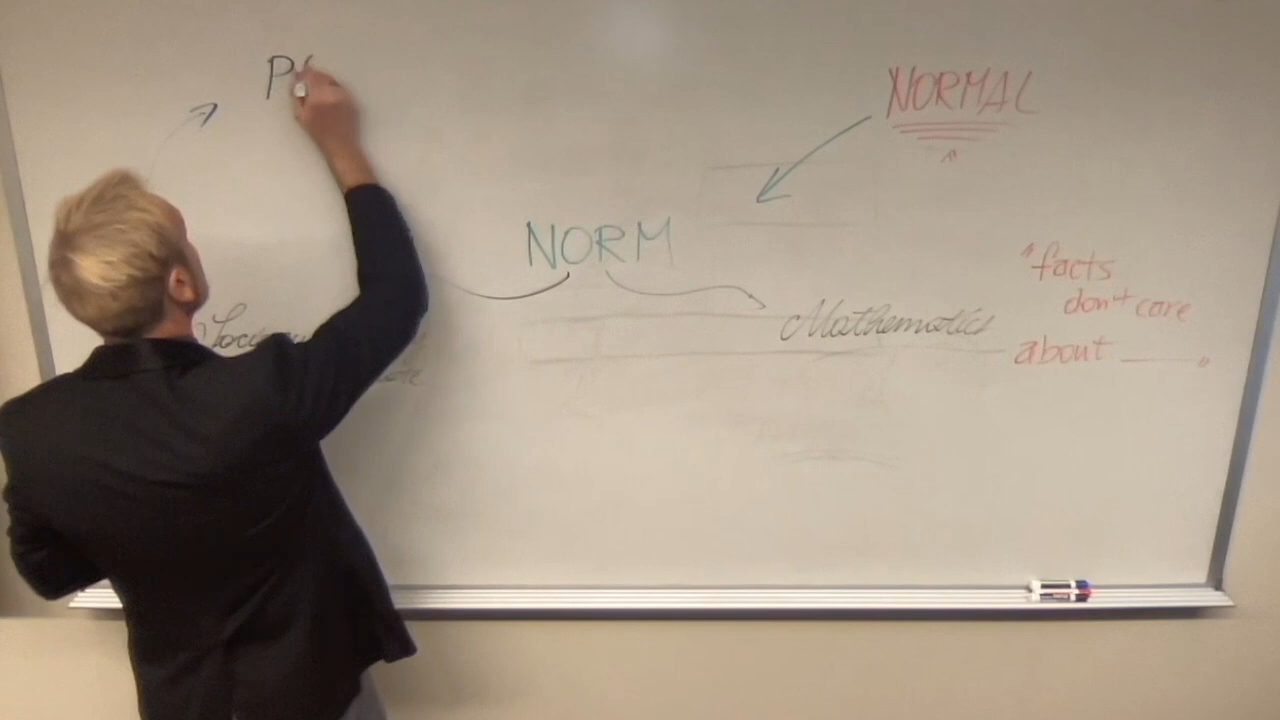 NORMAL
NORM
"facts
don't care
Mathematics
about ____"